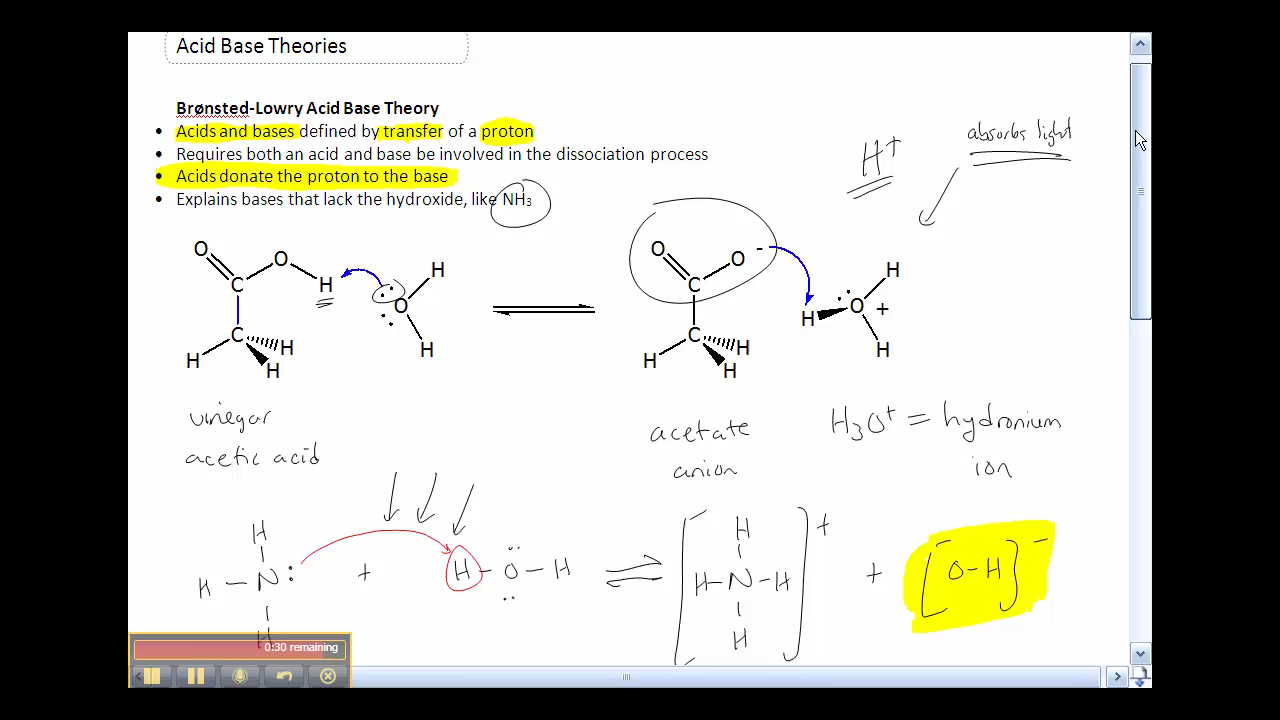 Acid Base Theories
Brønsted-Lowry Acid Base Theory
• Acids and bases defined by transfer of a proton
• Requires both an acid and base be involved in the dissociation process
• Acids donate the proton to the base
• Explains bases that lack the hydroxide, like NH₃
H⁺
absorbs light
O O H C C H H H
O H H
O O - C C H H H
H O + H H
vinegar
acetic acid
acetate
anion
H₃O⁺ = hydronium
ion
H
H - N : + H - O - H
H
[ H
H - N - H
H ] +
+ [ O - H ] -
0:30 remaining